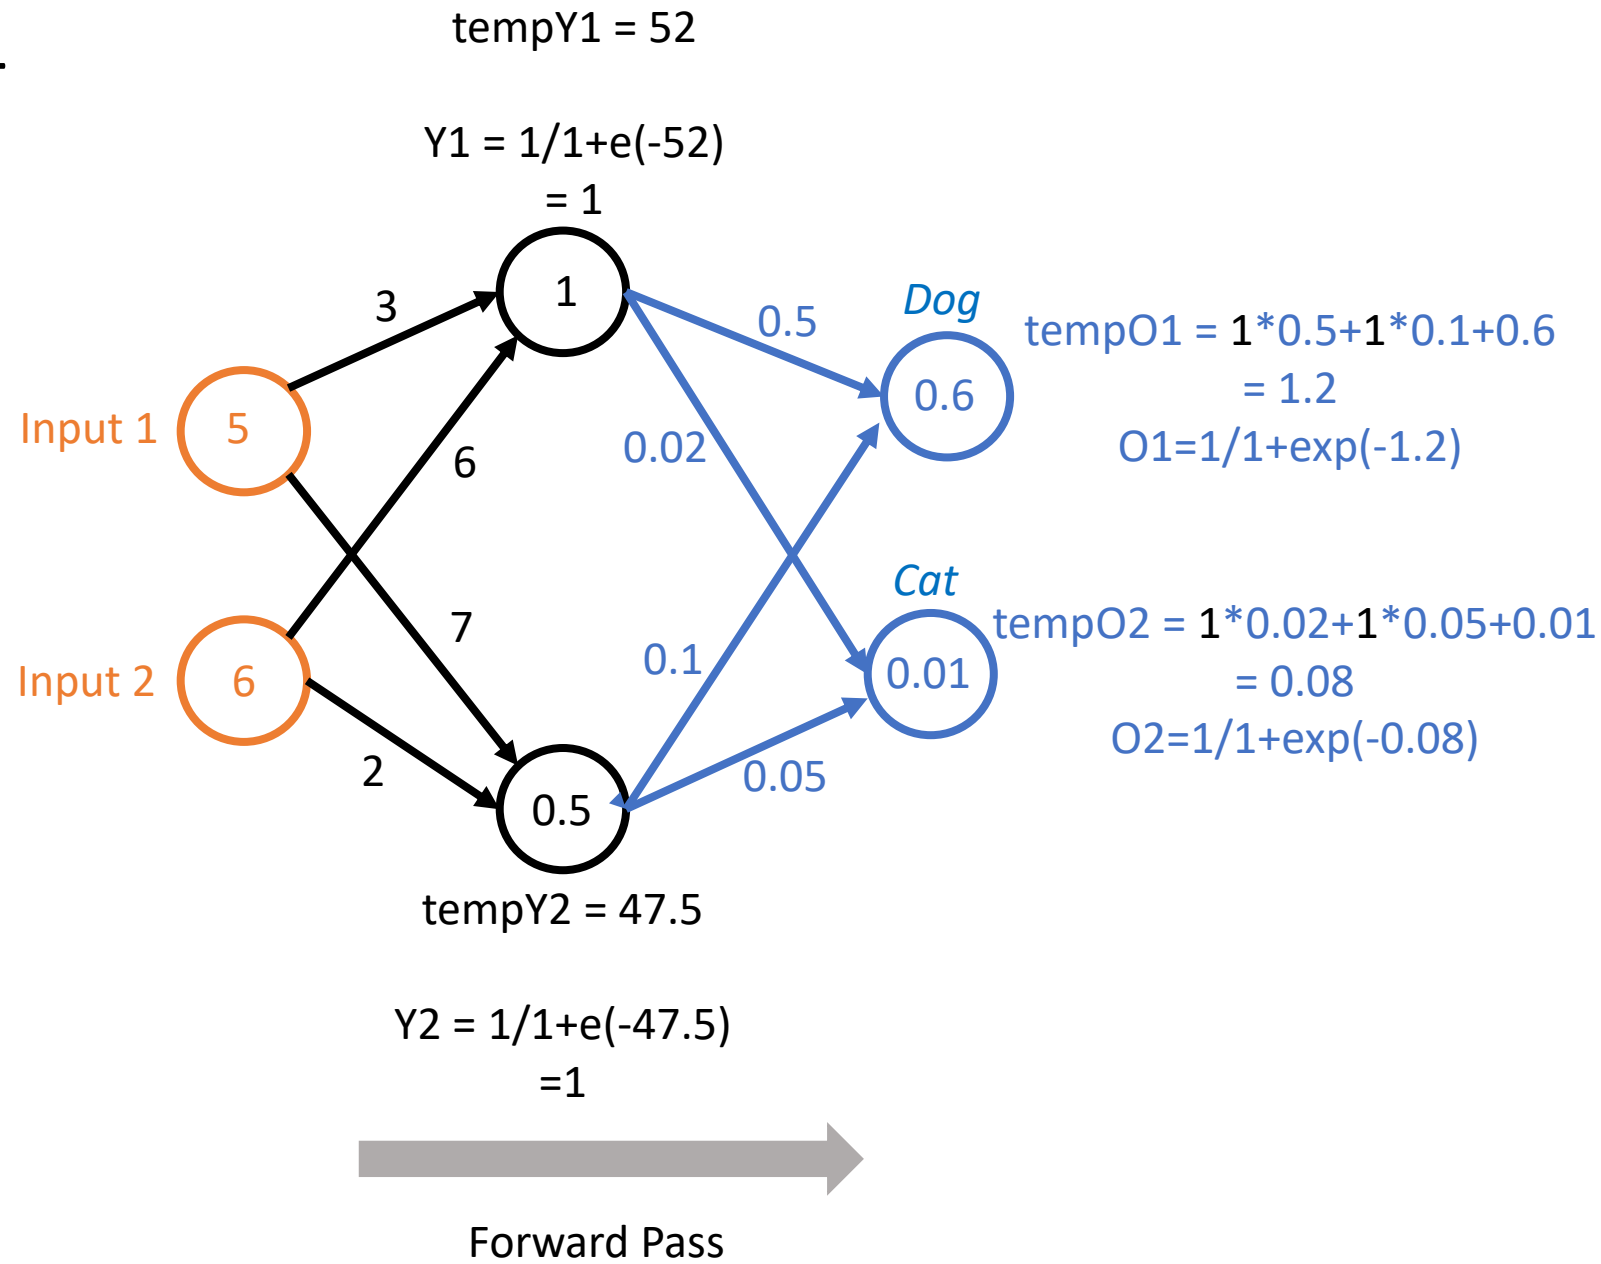 tempY1 = 52
Y1 = 1/1+e(-52)
= 1
1
3
Dog
0.5
tempO1 = 1*0.5+1*0.1+0.6
= 1.2
O1=1/1+exp(-1.2)
0.6
Input 1
5
0.02
6
Cat
7
tempO2 = 1*0.02+1*0.05+0.01
= 0.08
O2=1/1+exp(-0.08)
0.1
0.01
Input 2
6
2
0.05
0.5
tempY2 = 47.5
Y2 = 1/1+e(-47.5)
=1
Forward Pass